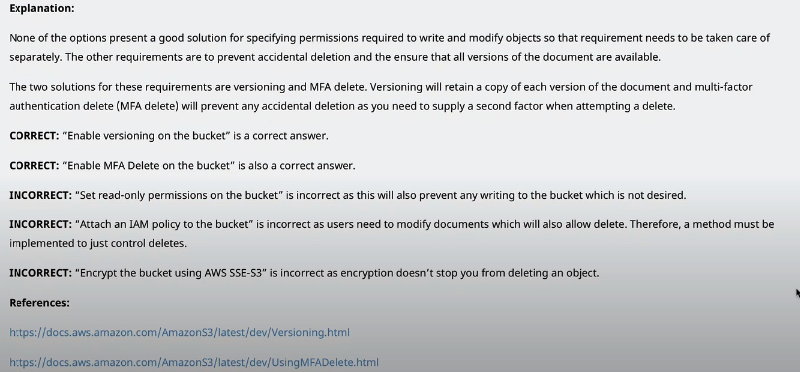 Explanation:
None of the options present a good solution for specifying permissions required to write and modify objects so that requirement needs to be taken care of
separately. The other requirements are to prevent accidental deletion and the ensure that all versions of the document are available.
The two solutions for these requirements are versioning and MFA delete. Versioning will retain a copy of each version of the document and multi-factor
authentication delete (MFA delete) will prevent any accidental deletion as you need to supply a second factor when attempting a delete.
CORRECT: "Enable versioning on the bucket" is a correct answer.
CORRECT: "Enable MFA Delete on the bucket" is also a correct answer.
INCORRECT: "Set read-only permissions on the bucket" is incorrect as this will also prevent any writing to the bucket which is not desired.
INCORRECT: "Attach an IAM policy to the bucket" is incorrect as users need to modify documents which will also allow delete. Therefore, a method must be
implemented to just control deletes.
INCORRECT: "Encrypt the bucket using AWS SSE-S3" is incorrect as encryption doesn't stop you from deleting an object.
References:
https://docs.aws.amazon.com/AmazonS3/latest/dev/Versioning.html
https://docs.aws.amazon.com/AmazonS3/latest/dev/UsingMFADelete.html